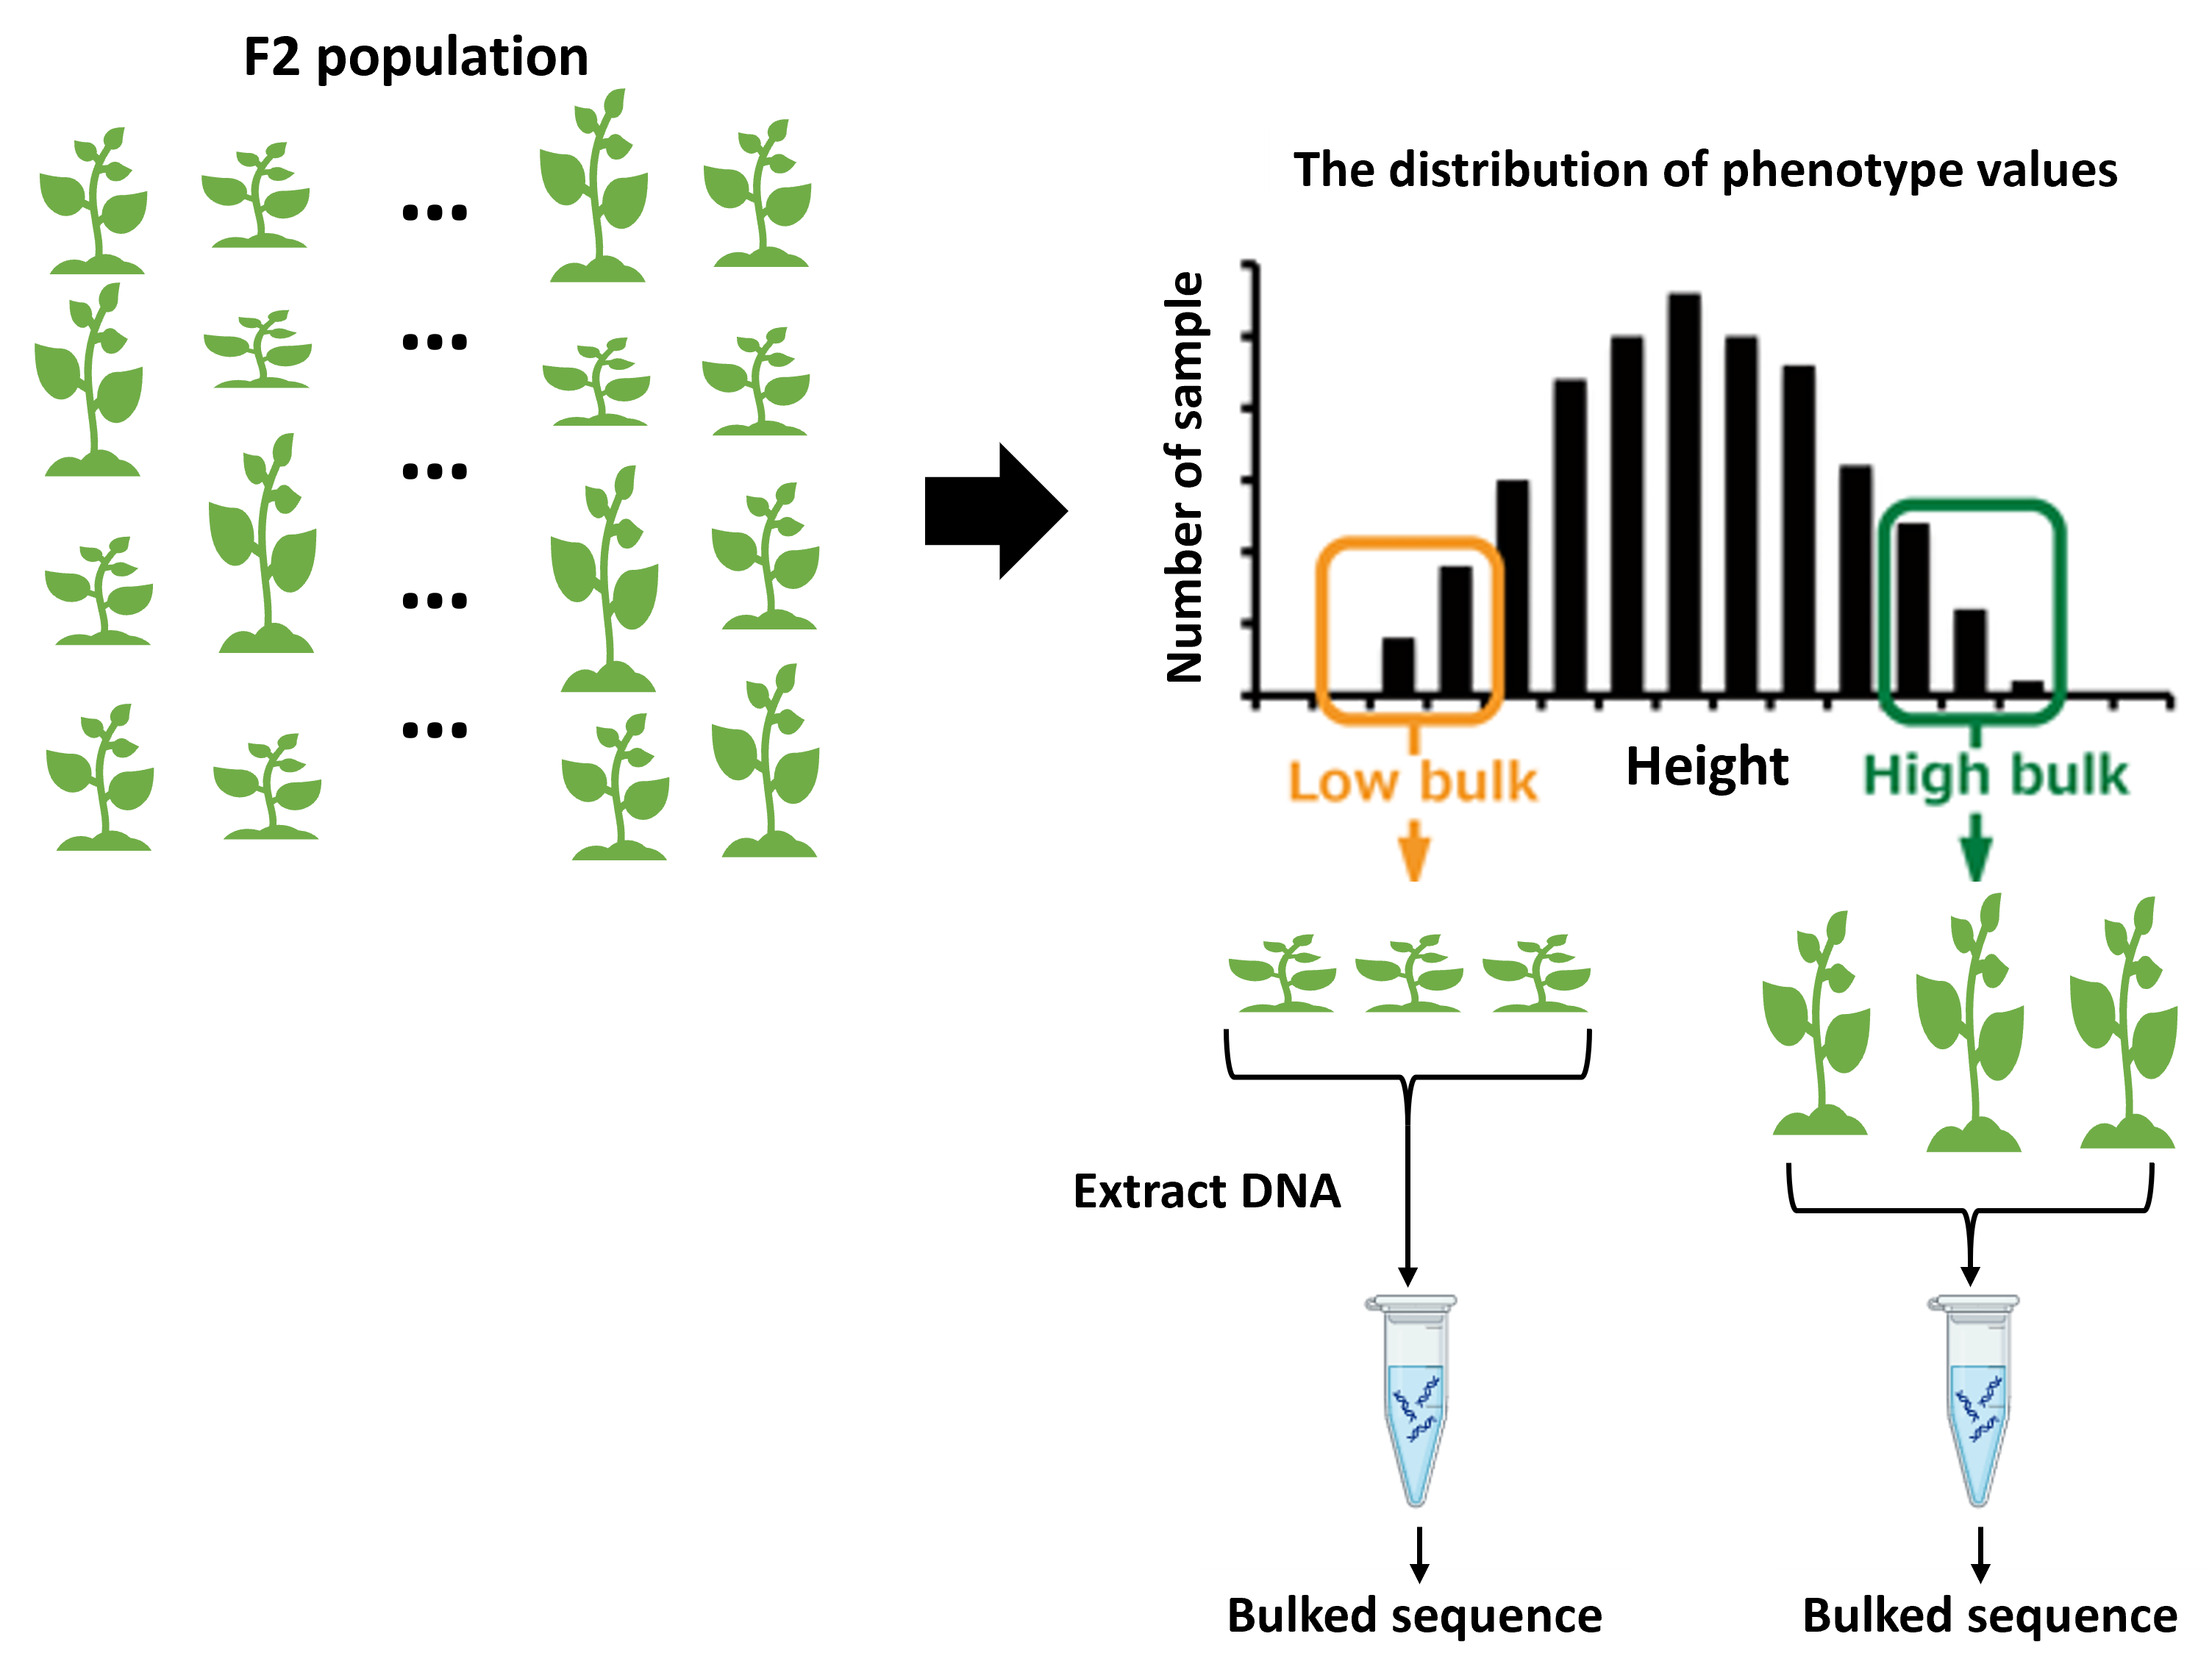 F2 population
...
...
...
...
...
The distribution of phenotype values
Number of sample
Height
Low bulk
High bulk
Extract DNA
Bulked sequence
Bulked sequence